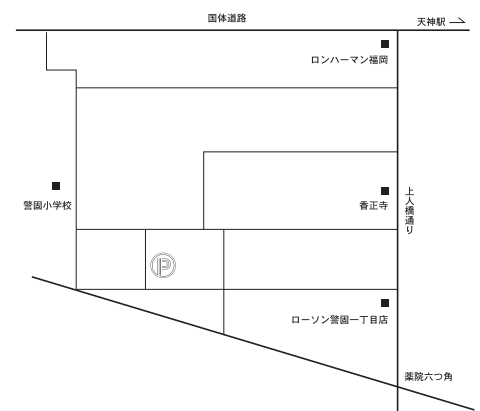 国体道路
天神駅
ロンハーマン福岡
警固小学校
香正寺
上人橋通り
P
ローソン警固一丁目店
薬院六つ角